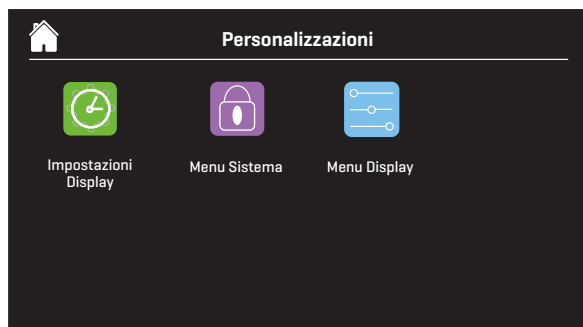 Personalizzazioni
Impostazioni
Display
Menu Sistema
Menu Display